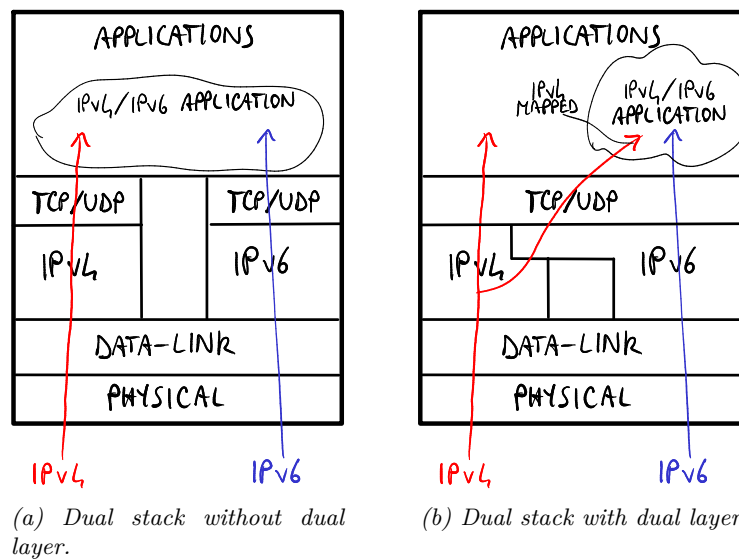 APPLICATIONS
IPv4/IPv6 APPLICATION
TCP/UDP
TCP/UDP
IPv4
IPv6
DATA-LINK
PHYSICAL
IPv4
IPv6
(a) Dual stack without dual
layer.
APPLICATIONS
IPv4
MAPPED
IPv4/IPv6
APPLICATION
TCP/UDP
IPv4
IPv6
DATA-LINK
PHYSICAL
IPv4
IPv6
(b) Dual stack with dual layer